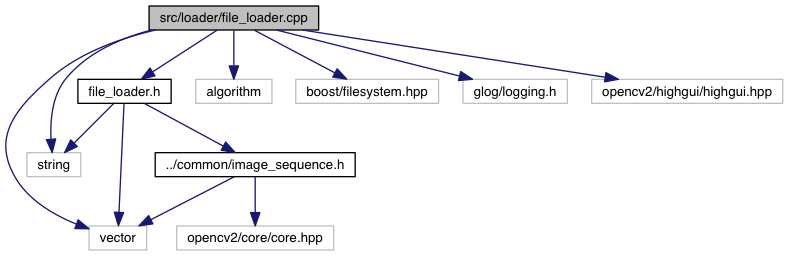 src/loader/file_loader.cpp
file_loader.h
algorithm
boost/filesystem.hpp
glog/logging.h
opencv2/highgui/highgui.hpp
string
../common/image_sequence.h
vector
opencv2/core/core.hpp